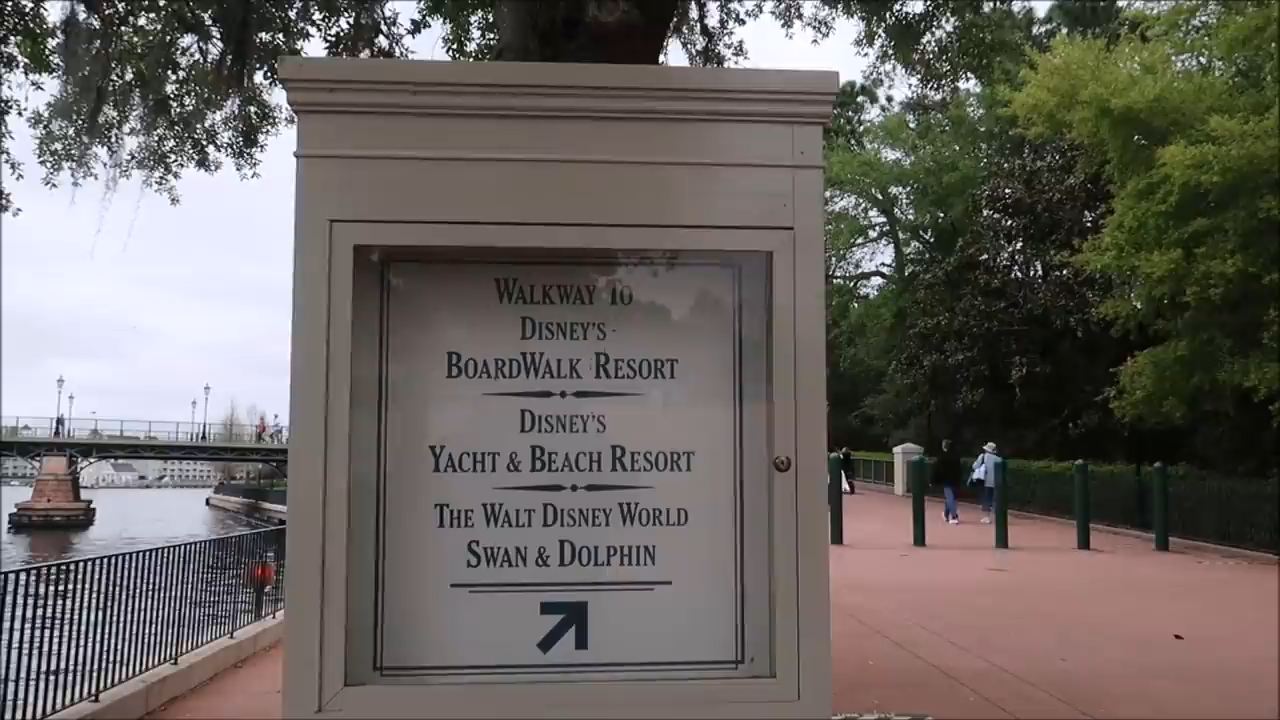 WALKWAY TO
DISNEY'S
BOARDWALK RESORT
DISNEY'S
YACHT & BEACH RESORT
THE WALT DISNEY WORLD
SWAN & DOLPHIN